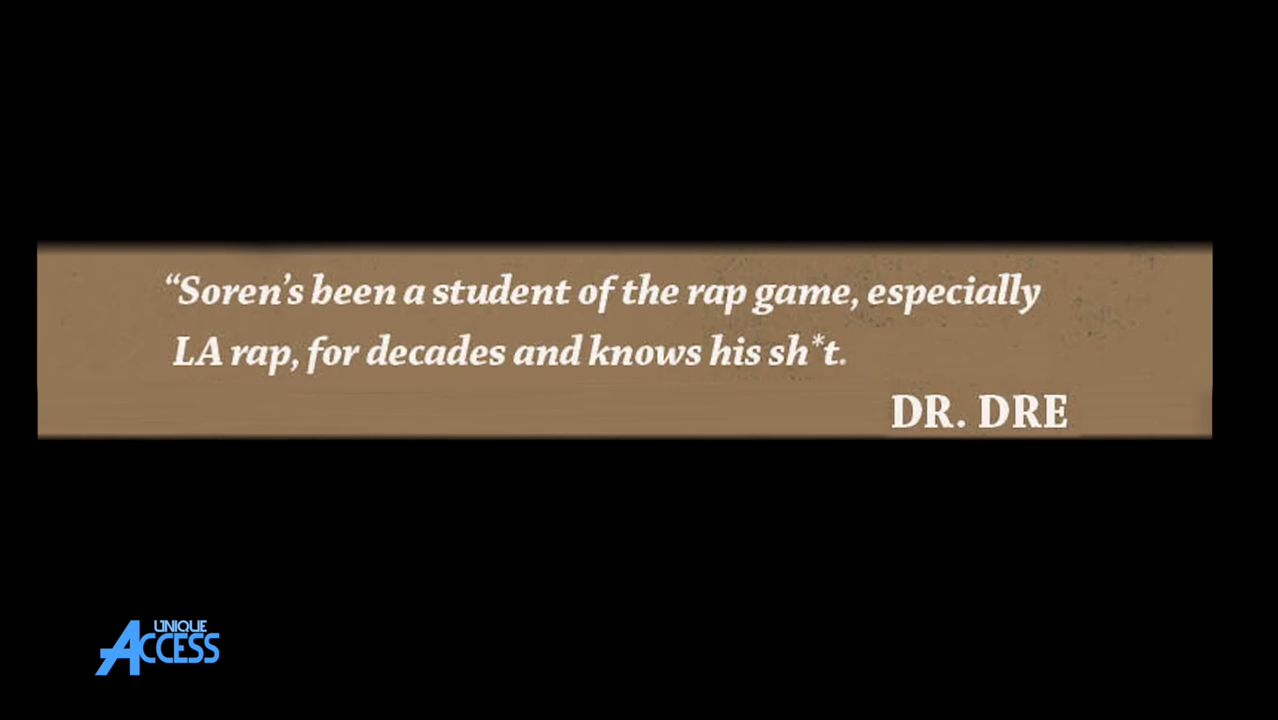 “Soren’s been a student of the rap game, especially
LA rap, for decades and knows his sh*t.
DR. DRE
UNIQUE
ACCESS